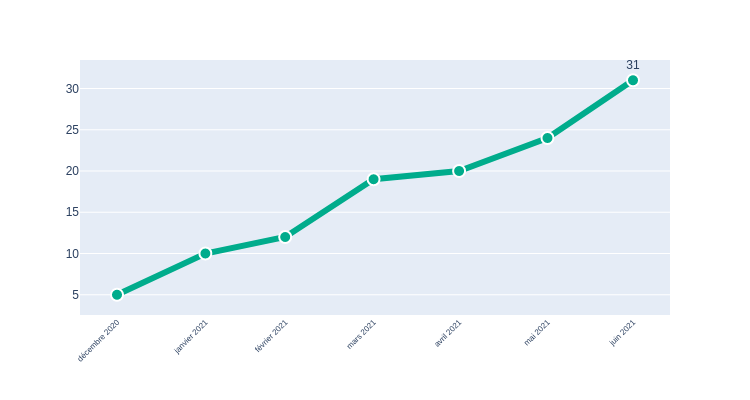 31
30
25
20
15
10
5
décembre 2020
janvier 2021
février 2021
mars 2021
avril 2021
mai 2021
juin 2021